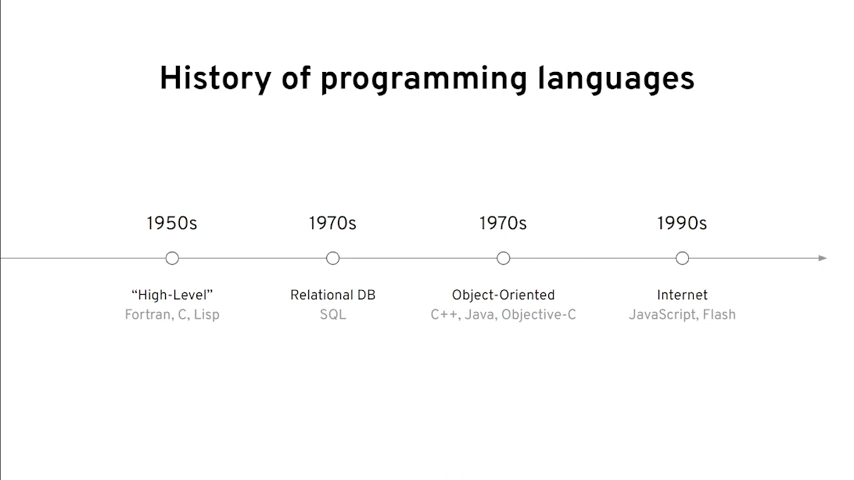 History of programming languages
1950s 1970s 1970s 1990s
“High-Level” Relational DB Object-Oriented Internet
Fortran, C, Lisp SQL C++, Java, Objective-C JavaScript, Flash